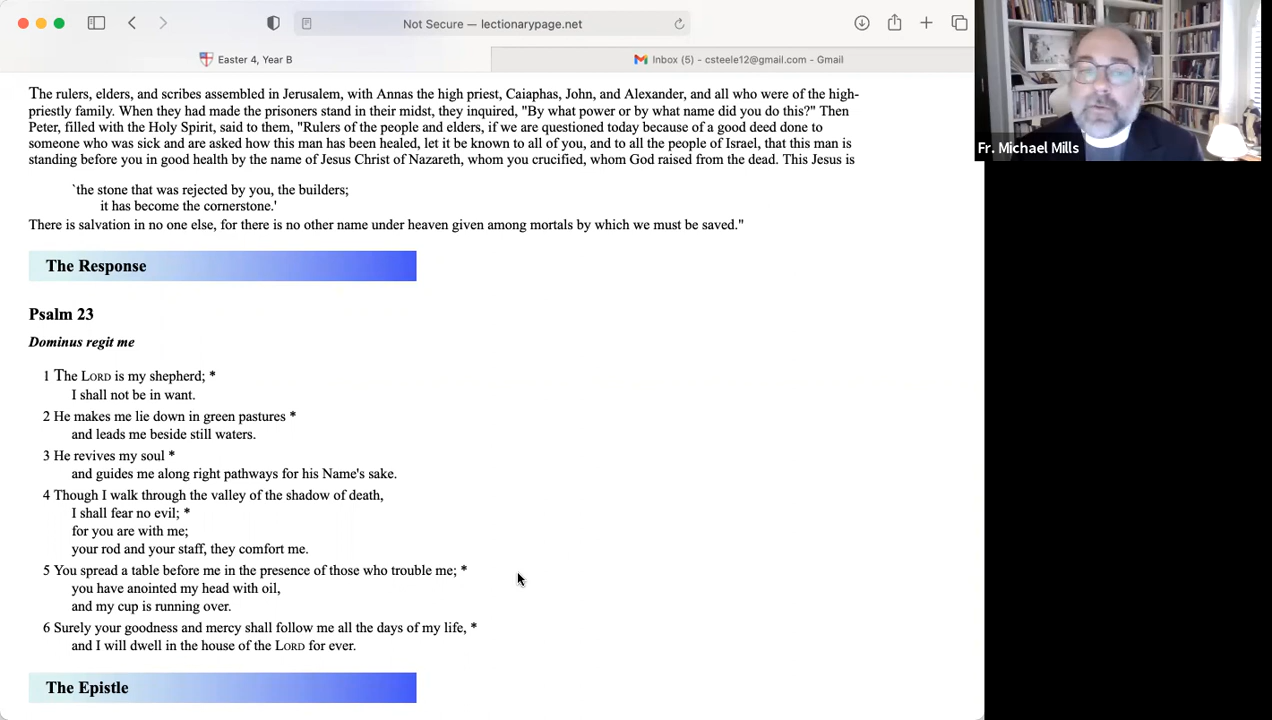 Not Secure — lectionarypage.net
Easter 4, Year B
Inbox (5) - csteele12@gmail.com - Gmail
The rulers, elders, and scribes assembled in Jerusalem, with Annas the high priest, Caiaphas, John, and Alexander, and all who were of the high-
priestly family. When they had made the prisoners stand in their midst, they inquired, "By what power or by what name did you do this?" Then
Peter, filled with the Holy Spirit, said to them, "Rulers of the people and elders, if we are questioned today because of a good deed done to
someone who was sick and are asked how this man has been healed, let it be known to all of you, and to all the people of Israel, that this man is
standing before you in good health by the name of Jesus Christ of Nazareth, whom you crucified, whom God raised from the dead. This Jesus is
`the stone that was rejected by you, the builders;
it has become the cornerstone.'
There is salvation in no one else, for there is no other name under heaven given among mortals by which we must be saved."
The Response
Psalm 23
Dominus regit me
1 The LORD is my shepherd; *
I shall not be in want.
2 He makes me lie down in green pastures *
and leads me beside still waters.
3 He revives my soul *
and guides me along right pathways for his Name's sake.
4 Though I walk through the valley of the shadow of death,
I shall fear no evil; *
for you are with me;
your rod and your staff, they comfort me.
5 You spread a table before me in the presence of those who trouble me; *
you have anointed my head with oil,
and my cup is running over.
6 Surely your goodness and mercy shall follow me all the days of my life, *
and I will dwell in the house of the LORD for ever.
The Epistle
Fr. Michael Mills